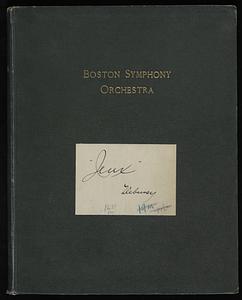 BOSTON SYMPHONY
ORCHESTRA
"Jeux"
Debussy